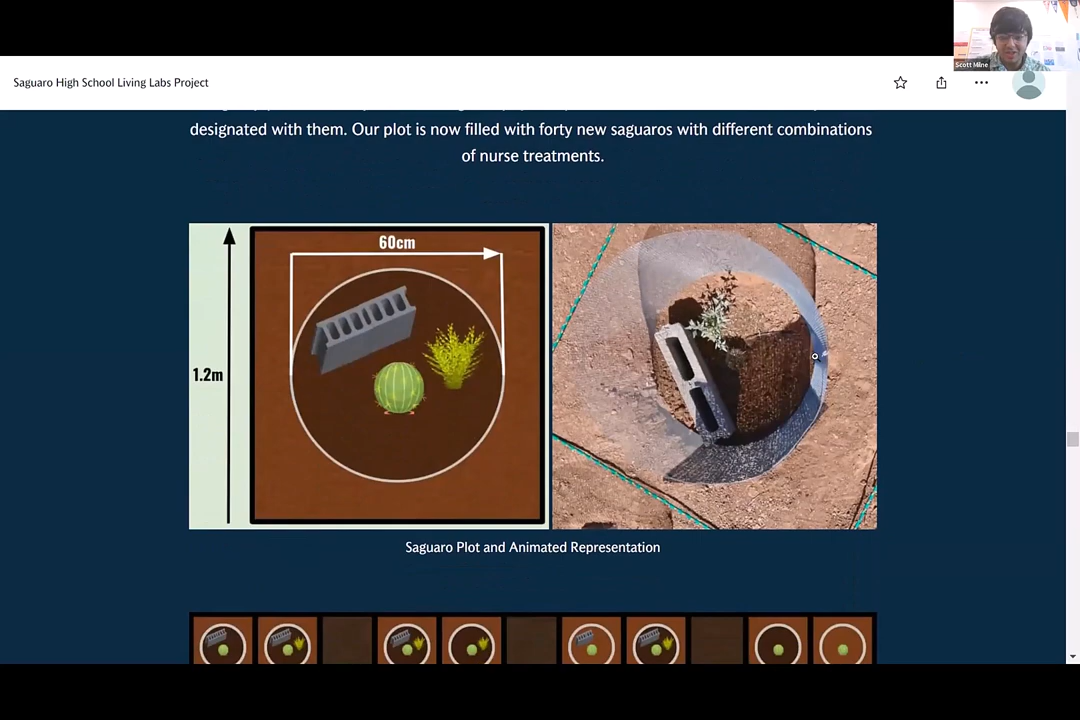 Scott Milne
Saguaro High School Living Labs Project
designated with them. Our plot is now filled with forty new saguaros with different combinations
of nurse treatments.
60cm
1.2m
Saguaro Plot and Animated Representation